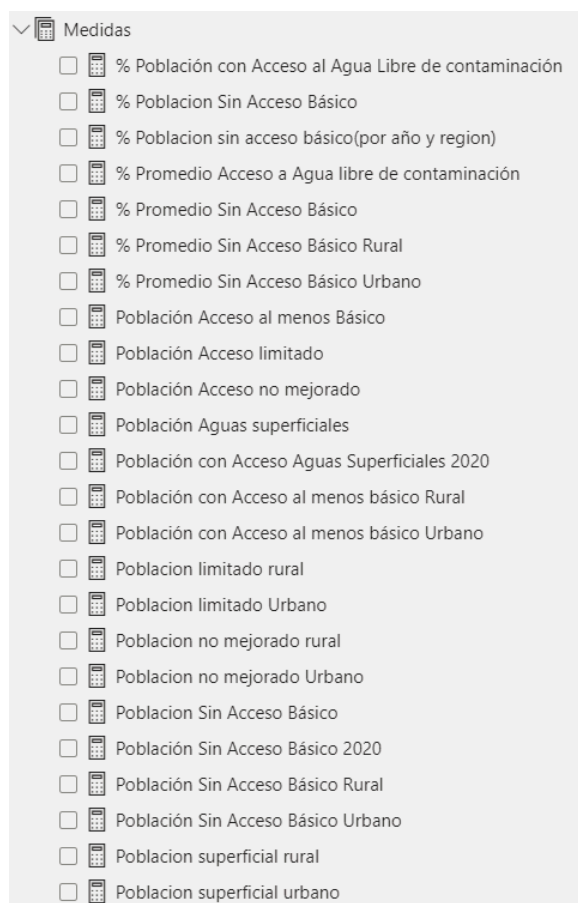 Medidas
% Población con Acceso al Agua Libre de contaminación
% Poblacion Sin Acceso Básico
% Poblacion sin acceso básico(por año y region)
% Promedio Acceso a Agua libre de contaminación
% Promedio Sin Acceso Básico
% Promedio Sin Acceso Básico Rural
% Promedio Sin Acceso Básico Urbano
Población Acceso al menos Básico
Población Acceso limitado
Población Acceso no mejorado
Población Aguas superficiales
Población con Acceso Aguas Superficiales 2020
Población con Acceso al menos básico Rural
Población con Acceso al menos básico Urbano
Poblacion limitado rural
Poblacion limitado Urbano
Poblacion no mejorado rural
Poblacion no mejorado Urbano
Poblacion Sin Acceso Básico
Población Sin Acceso Básico 2020
Población Sin Acceso Básico Rural
Población Sin Acceso Básico Urbano
Poblacion superficial rural
Poblacion superficial urbano